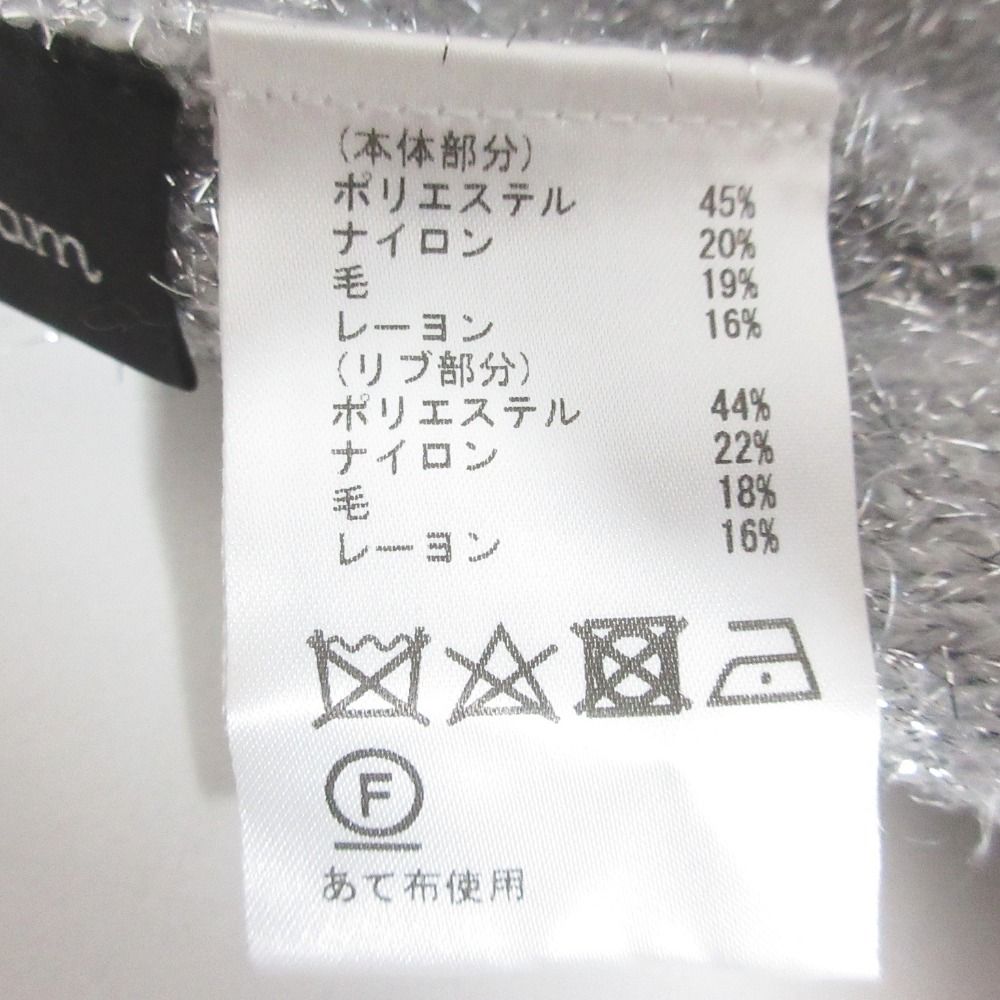 (本体部分)
ポリエステル 45%
ナイロン 20%
毛 19%
レーヨン 16%
(リブ部分)
ポリエステル 44%
ナイロン 22%
毛 18%
レーヨン 16%
F
あて布使用